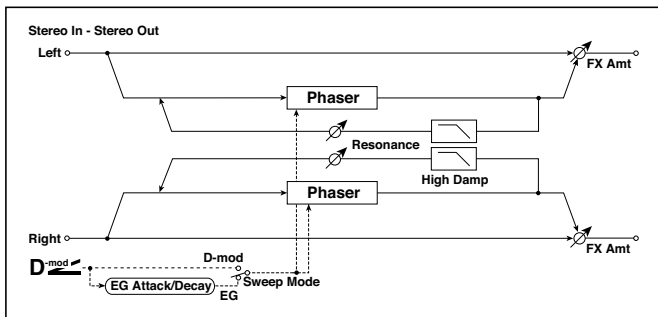 Stereo In - Stereo Out
Left
FX Amt
Phaser
Resonance
High Damp
Phaser
Right
FX Amt
D-mod
D-mod
Sweep Mode
EG Attack/Decay
EG